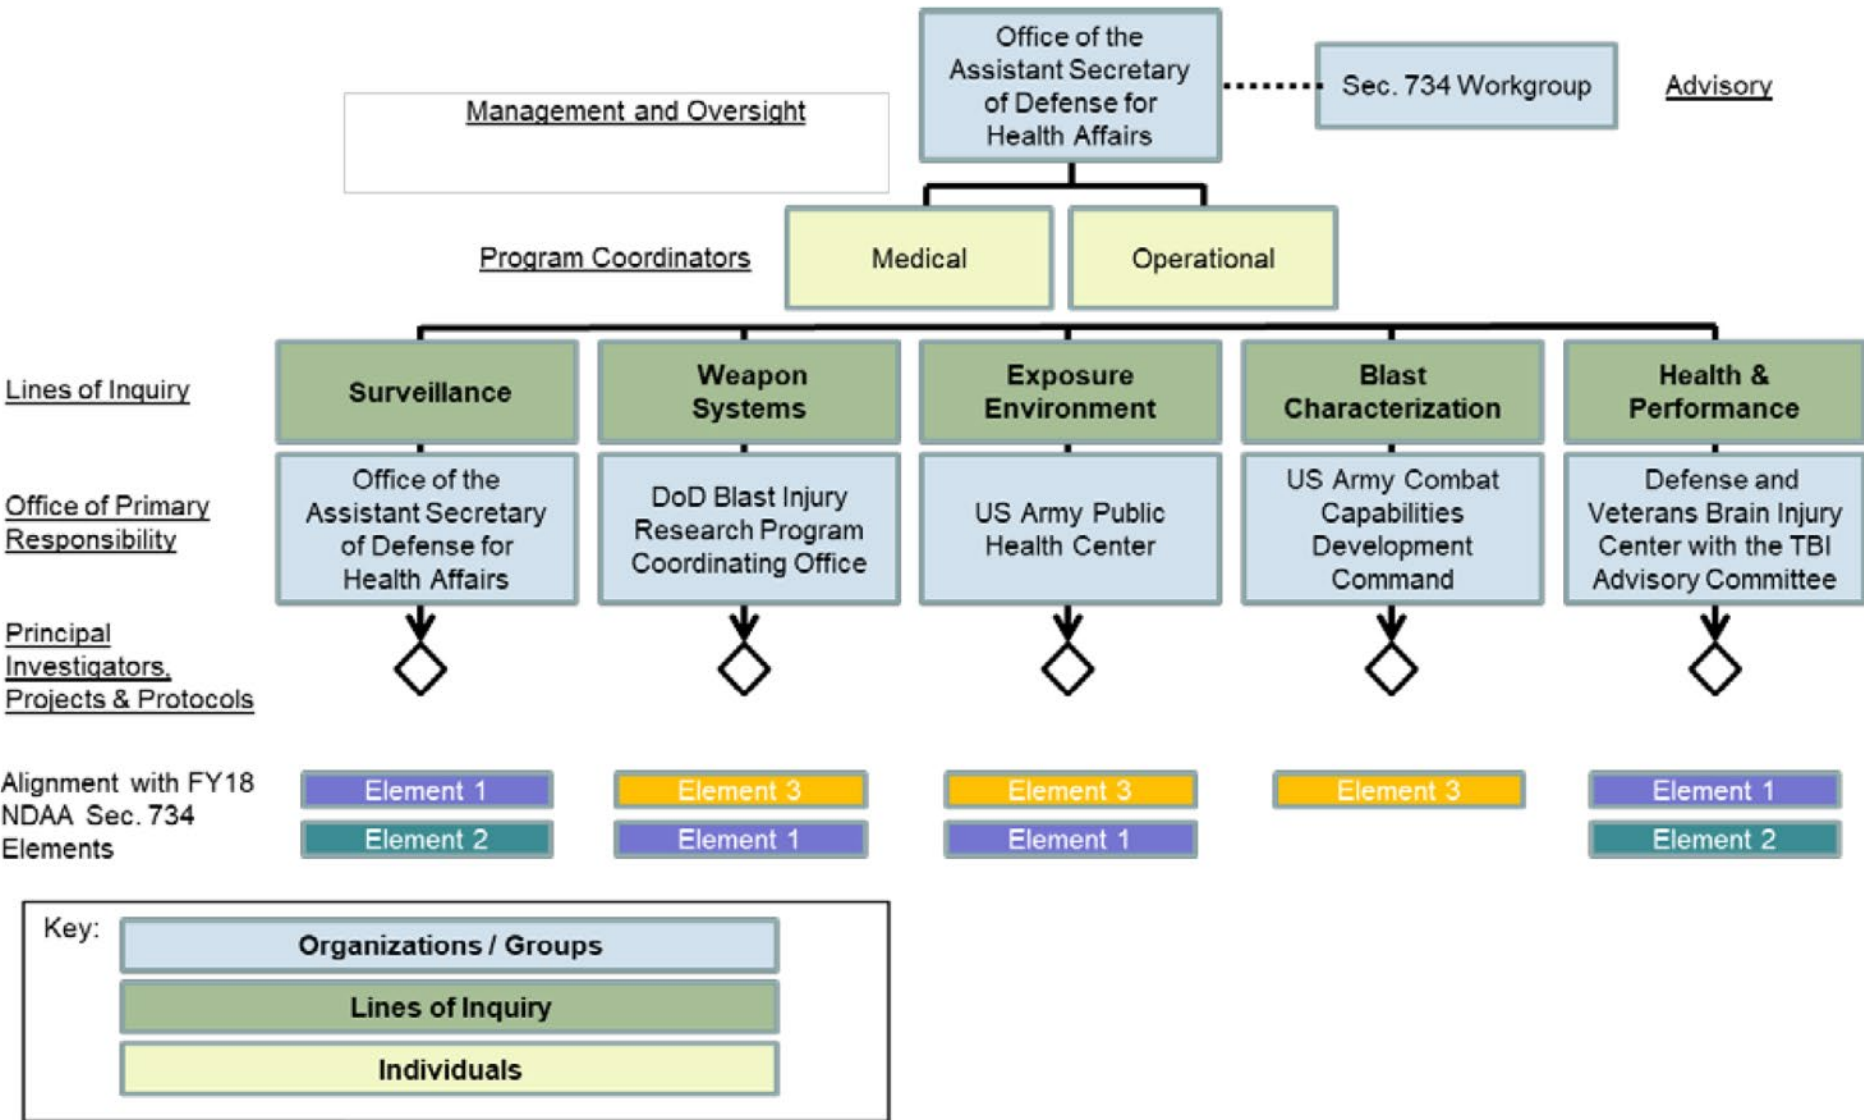 Office of the
Assistant Secretary
of Defense for
Health Affairs
Sec. 734 Workgroup
Advisory
Management and Oversight
Program Coordinators
Medical
Operational
Lines of Inquiry
Surveillance
Weapon
Systems
Exposure
Environment
Blast
Characterization
Health &
Performance
Office of Primary
Responsibility
Office of the
Assistant Secretary
of Defense for
Health Affairs
DoD Blast Injury
Research Program
Coordinating Office
US Army Public
Health Center
US Army Combat
Capabilities
Development
Command
Defense and
Veterans Brain Injury
Center with the TBI
Advisory Committee
Principal
Investigators,
Projects & Protocols
Alignment with FY18
NDAA Sec. 734
Elements
Element 1
Element 2
Element 3
Element 1
Element 3
Element 1
Element 3
Element 1
Element 2
Key:
Organizations / Groups
Lines of Inquiry
Individuals